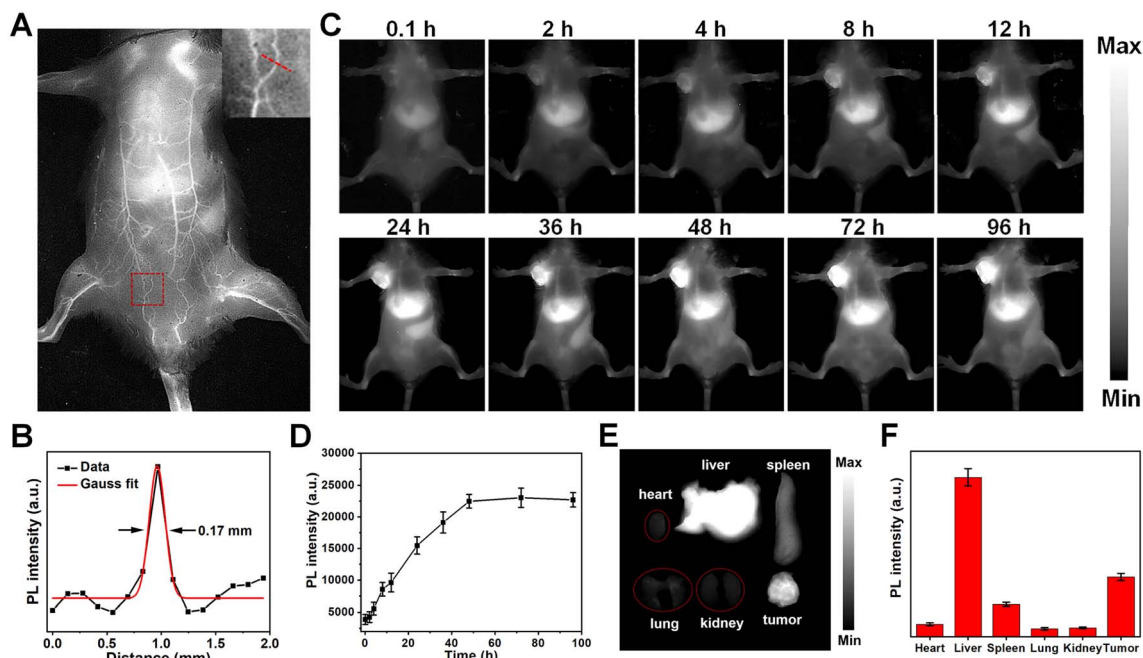 A
C
0.1 h 2 h 4 h 8 h 12 h
Max
24 h 36 h 48 h 72 h 96 h
Min
B
Data
Gauss fit
0.17 mm
PL intensity (a.u.)
0.0 0.5 1.0 1.5 2.0
Distance (mm)
D
30000
25000
20000
15000
10000
5000
PL intensity (a.u.)
0 20 40 60 80 100
Time (h)
E
liver spleen
heart
lung kidney tumor
Max
Min
F
PL intensity (a.u.)
Heart Liver Spleen Lung Kidney Tumor